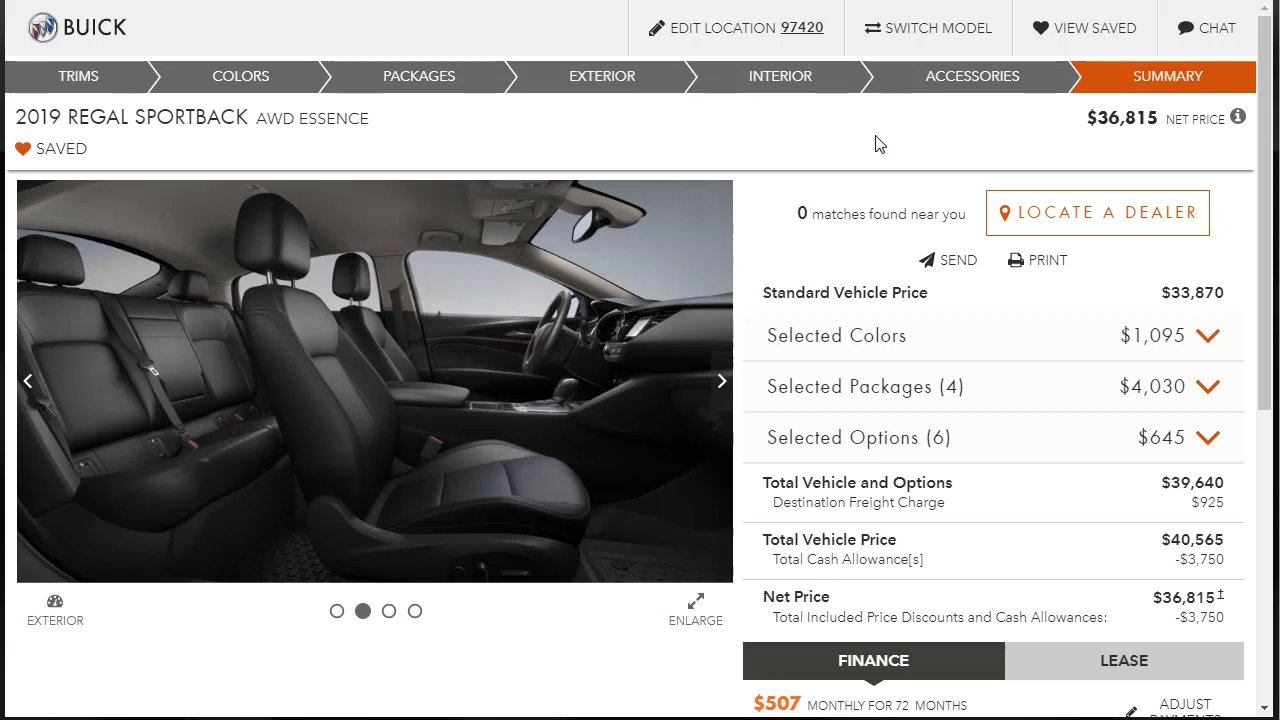 BUICK
EDIT LOCATION 97420
SWITCH MODEL
VIEW SAVED
CHAT
TRIMS
COLORS
PACKAGES
EXTERIOR
INTERIOR
ACCESSORIES
SUMMARY
2019 REGAL SPORTBACK AWD ESSENCE
$36,815 NET PRICE
SAVED
0 matches found near you
LOCATE A DEALER
SEND
PRINT
Standard Vehicle Price $33,870
Selected Colors $1,095
Selected Packages (4) $4,030
Selected Options (6) $645
Total Vehicle and Options $39,640
Destination Freight Charge $925
Total Vehicle Price $40,565
Total Cash Allowance[s] -$3,750
Net Price $36,815‡
Total Included Price Discounts and Cash Allowances: -$3,750
EXTERIOR
ENLARGE
FINANCE
LEASE
$507 MONTHLY FOR 72 MONTHS
ADJUST
PAYMENTS